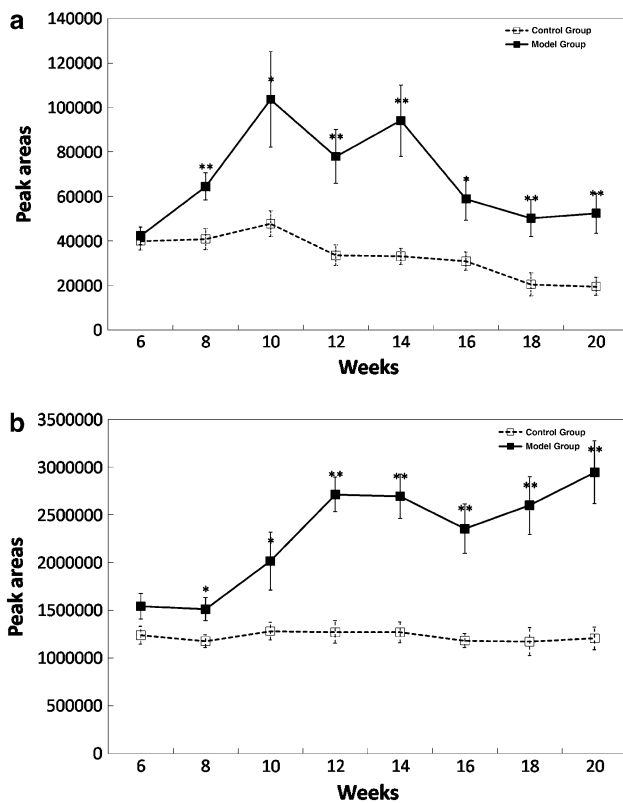 a
140000
120000
100000
80000
60000
40000
20000
0
Peak areas
Control Group
Model Group
**
*
**
**
*
**
**
6 8 10 12 14 16 18 20
Weeks
b
3500000
3000000
2500000
2000000
1500000
1000000
500000
0
Peak areas
Control Group
Model Group
*
*
**
**
**
**
**
6 8 10 12 14 16 18 20
Weeks